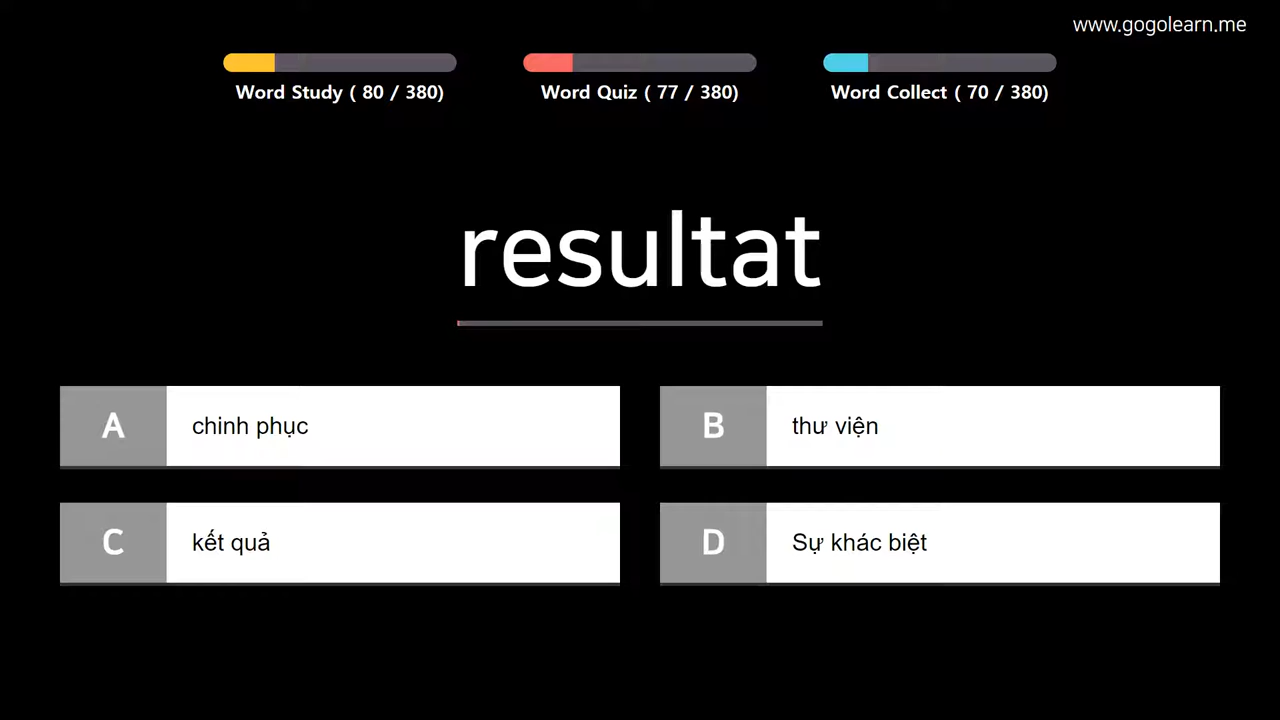 www.gogolearn.me
Word Study ( 80 / 380)
Word Quiz ( 77 / 380)
Word Collect ( 70 / 380)
resultat
A chinh phục
B thư viện
C kết quả
D Sự khác biệt